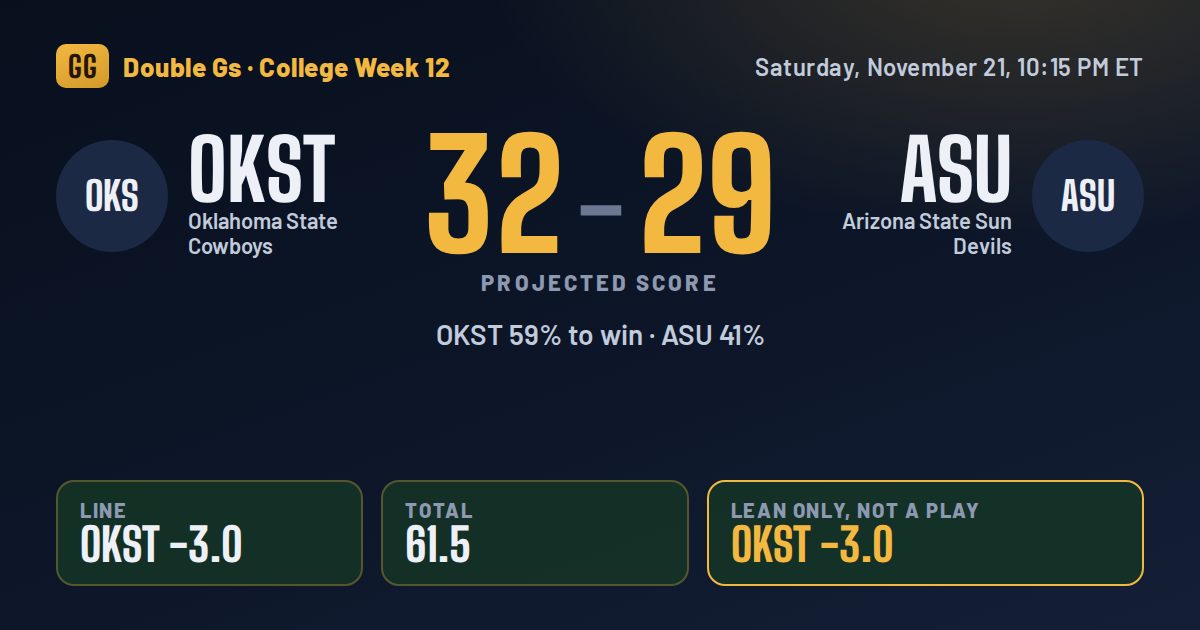 GG Double Gs · College Week 12
Saturday, November 21, 10:15 PM ET
OKS
OKST
Oklahoma State
Cowboys
32 – 29
PROJECTED SCORE
OKST 59% to win · ASU 41%
ASU
Arizona State Sun
Devils
ASU
LINE
OKST −3.0
TOTAL
61.5
LEAN ONLY, NOT A PLAY
OKST −3.0